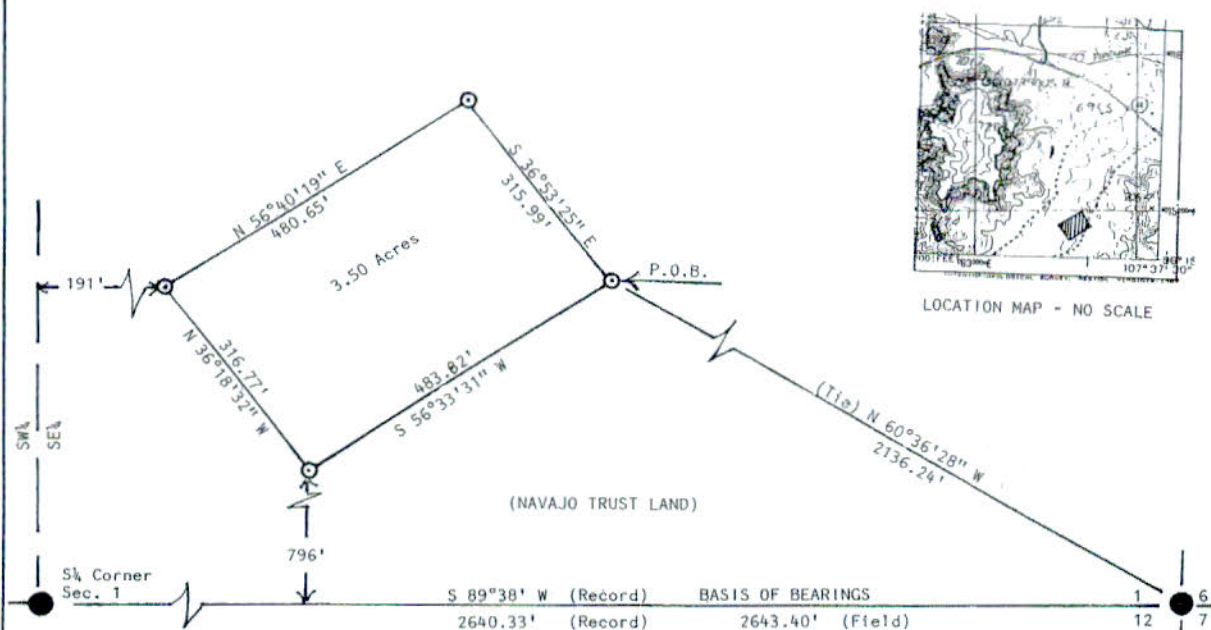 N 56°40'19" E
480.65'
S 36°53'25" E
315.99'
3.50 Acres
191'
P.O.B.
316.77'
N 36°18'32" W
483.82'
S 56°33'31" W
(Tie) N 60°36'28" W
2136.24'
SW¼
SE¼
(NAVAJO TRUST LAND)
796'
S¼ Corner
Sec. 1
S 89°38' W (Record) BASIS OF BEARINGS
2640.33' (Record) 2643.40' (Field)
1 6
12 7
6955
107°37'30"
LOCATION MAP - NO SCALE